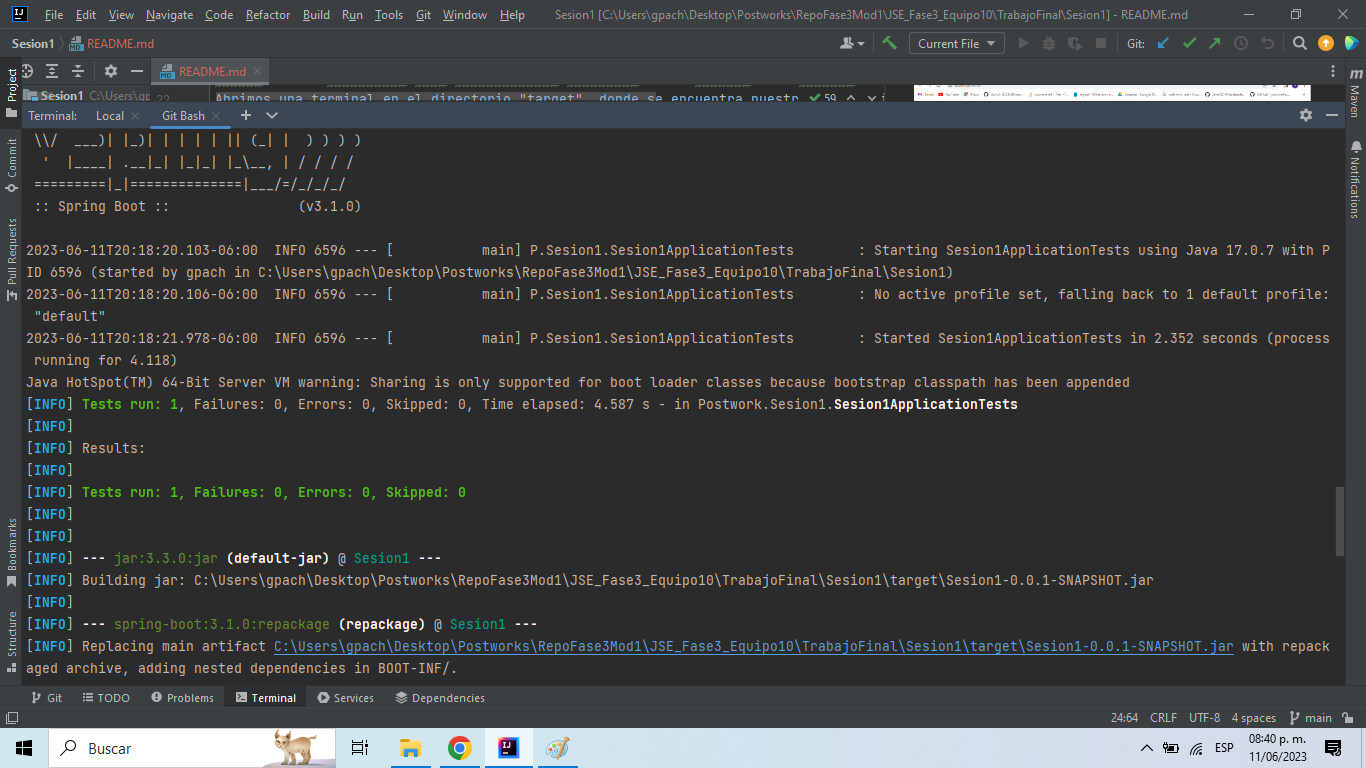 File Edit View Navigate Code Refactor Build Run Tools Git Window Help Sesion1 [C:\Users\gpach\Desktop\Postworks\RepoFase3Mod1\JSE_Fase3_Equipo10\TrabajoFinal\Sesion1] - README.md
Sesion1 README.md Current File Git:
Project README.md
Sesion1 C:\Users\gp 22 Abrimos una terminal en el directorio "target", donde se encuentra nuestr 59
Terminal: Local Git Bash
Maven
Notifications
Commit
Pull Requests
Bookmarks
Structure
 \\/  ___)| |_)| | | | | || (_| |  ) ) ) )
  '  |____| .__|_| |_|_| |_\__, | / / / /
 =========|_|==============|___/=/_/_/_/
 :: Spring Boot ::                (v3.1.0)
2023-06-11T20:18:20.103-06:00  INFO 6596 --- [           main] P.Sesion1.Sesion1ApplicationTests        : Starting Sesion1ApplicationTests using Java 17.0.7 with P
ID 6596 (started by gpach in C:\Users\gpach\Desktop\Postworks\RepoFase3Mod1\JSE_Fase3_Equipo10\TrabajoFinal\Sesion1)
2023-06-11T20:18:20.106-06:00  INFO 6596 --- [           main] P.Sesion1.Sesion1ApplicationTests        : No active profile set, falling back to 1 default profile:
 "default"
2023-06-11T20:18:21.978-06:00  INFO 6596 --- [           main] P.Sesion1.Sesion1ApplicationTests        : Started Sesion1ApplicationTests in 2.352 seconds (process
 running for 4.118)
Java HotSpot(TM) 64-Bit Server VM warning: Sharing is only supported for boot loader classes because bootstrap classpath has been appended
[INFO] Tests run: 1, Failures: 0, Errors: 0, Skipped: 0, Time elapsed: 4.587 s - in Postwork.Sesion1.Sesion1ApplicationTests
[INFO]
[INFO] Results:
[INFO]
[INFO] Tests run: 1, Failures: 0, Errors: 0, Skipped: 0
[INFO]
[INFO]
[INFO] --- jar:3.3.0:jar (default-jar) @ Sesion1 ---
[INFO] Building jar: C:\Users\gpach\Desktop\Postworks\RepoFase3Mod1\JSE_Fase3_Equipo10\TrabajoFinal\Sesion1\target\Sesion1-0.0.1-SNAPSHOT.jar
[INFO]
[INFO] --- spring-boot:3.1.0:repackage (repackage) @ Sesion1 ---
[INFO] Replacing main artifact C:\Users\gpach\Desktop\Postworks\RepoFase3Mod1\JSE_Fase3_Equipo10\TrabajoFinal\Sesion1\target\Sesion1-0.0.1-SNAPSHOT.jar with repack
aged archive, adding nested dependencies in BOOT-INF/.
Git TODO Problems Terminal Services Dependencies
24:64 CRLF UTF-8 4 spaces main
Buscar
ESP
08:40 p. m.
11/06/2023